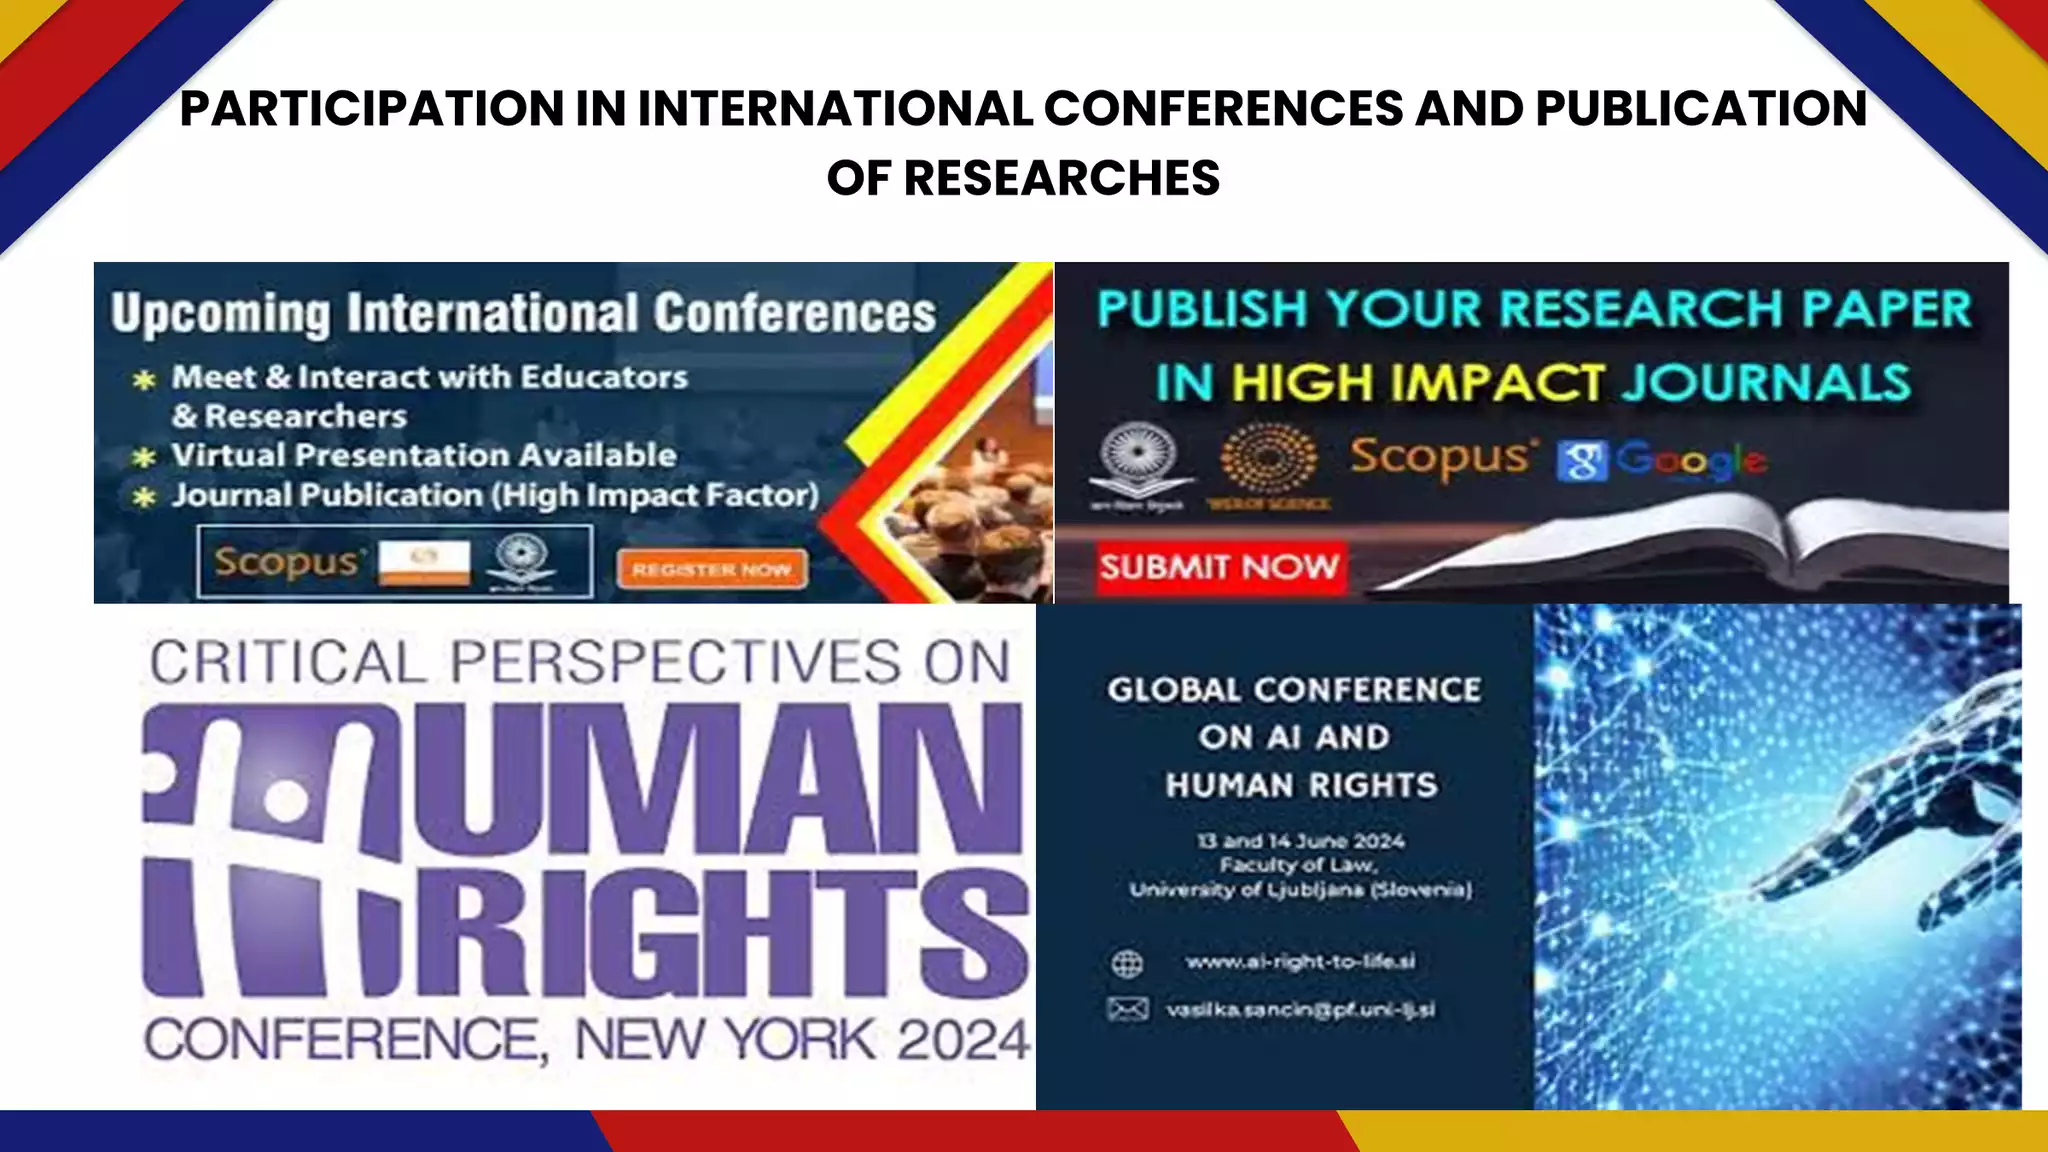 PARTICIPATION IN INTERNATIONAL CONFERENCES AND PUBLICATION
OF RESEARCHES
Upcoming International Conferences
* Meet & Interact with Educators
& Researchers
* Virtual Presentation Available
* Journal Publication (High Impact Factor)
Scopus
REGISTER NOW
PUBLISH YOUR RESEARCH PAPER
IN HIGH IMPACT JOURNALS
WEB OF SCIENCE
Scopus
g Google
SUBMIT NOW
CRITICAL PERSPECTIVES ON
HUMAN
RIGHTS
CONFERENCE, NEW YORK 2024
GLOBAL CONFERENCE
ON AI AND
HUMAN RIGHTS
13 and 14 June 2024
Faculty of Law,
University of Ljubljana (Slovenia)
www.ai-right-to-life.si
vasilka.sancin@pf.uni-lj.si